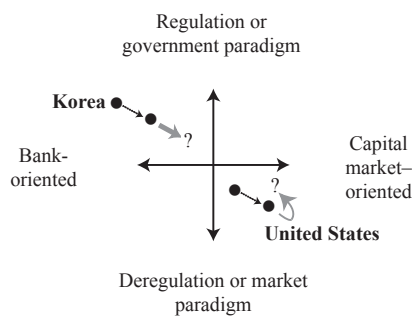 Regulation or
government paradigm
Korea
?
Bank-
oriented
Capital
market–
oriented
?
United States
Deregulation or market
paradigm